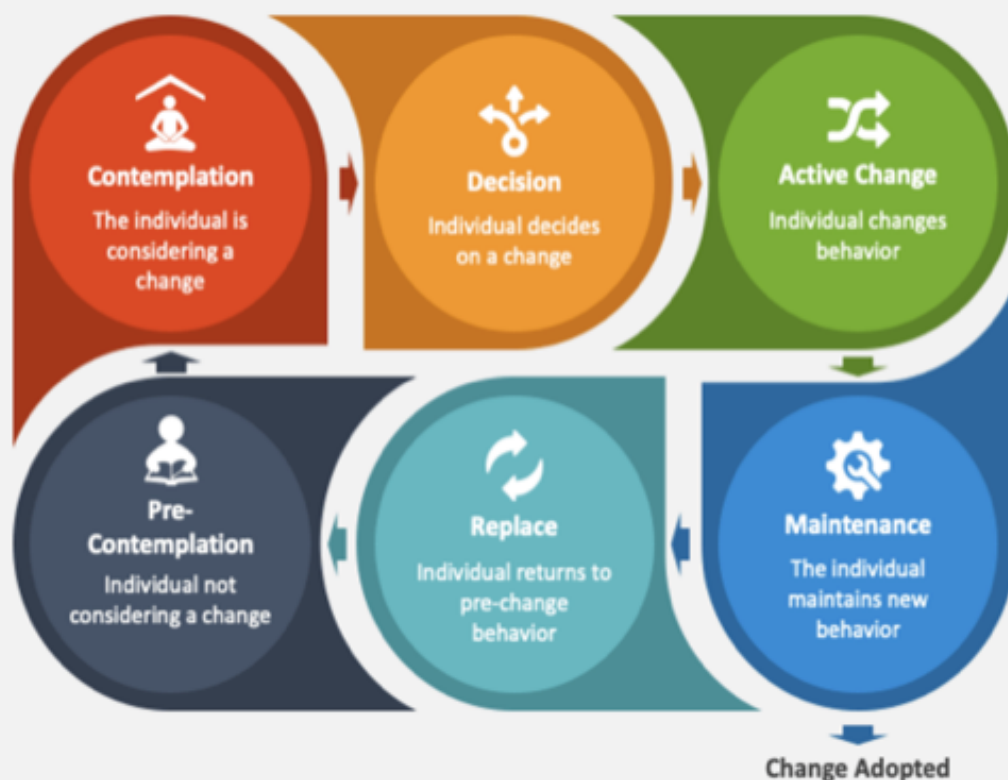 Contemplation
The individual is
considering a
change
Decision
Individual decides
on a change
Active Change
Individual changes
behavior
Pre-
Contemplation
Individual not
considering a change
Replace
Individual returns to
pre-change
behavior
Maintenance
The individual
maintains new
behavior
Change Adopted